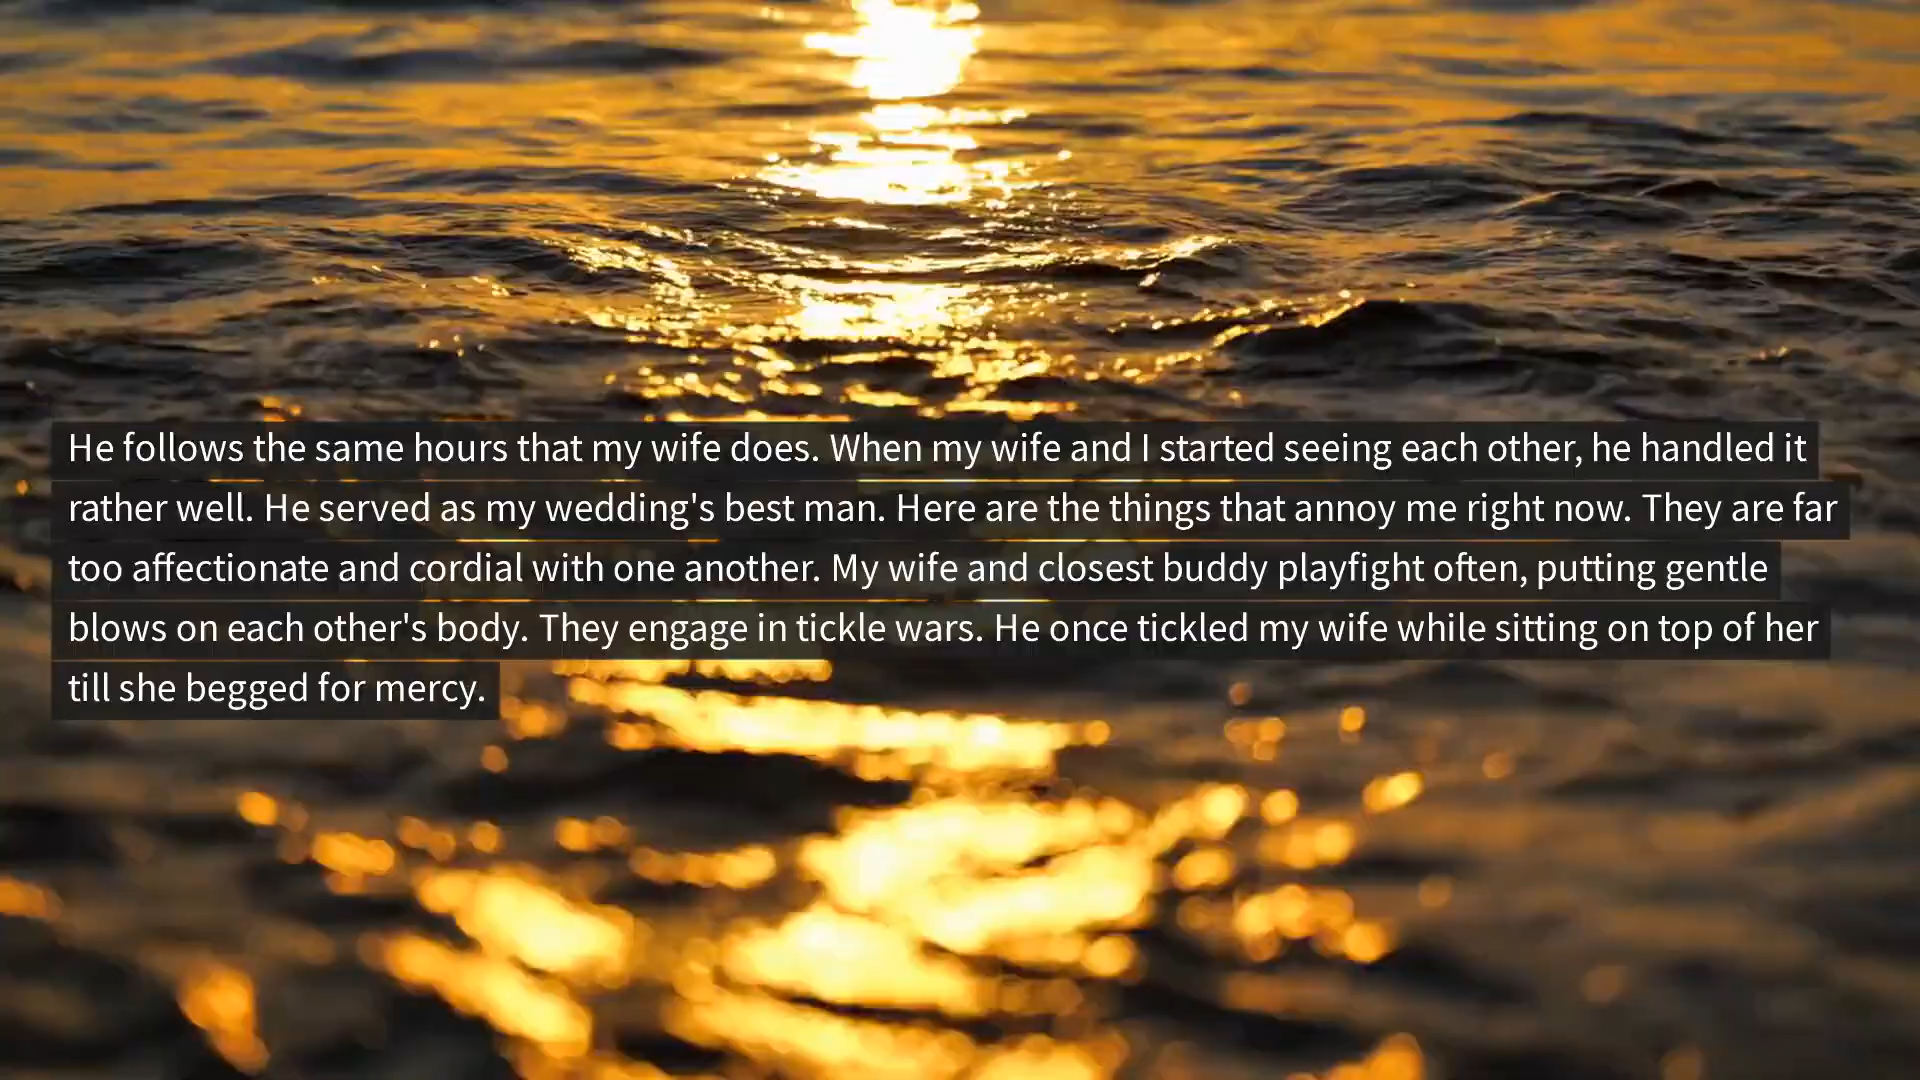 He follows the same hours that my wife does. When my wife and I started seeing each other, he handled it
rather well. He served as my wedding's best man. Here are the things that annoy me right now. They are far
too affectionate and cordial with one another. My wife and closest buddy playfight often, putting gentle
blows on each other's body. They engage in tickle wars. He once tickled my wife while sitting on top of her
till she begged for mercy.